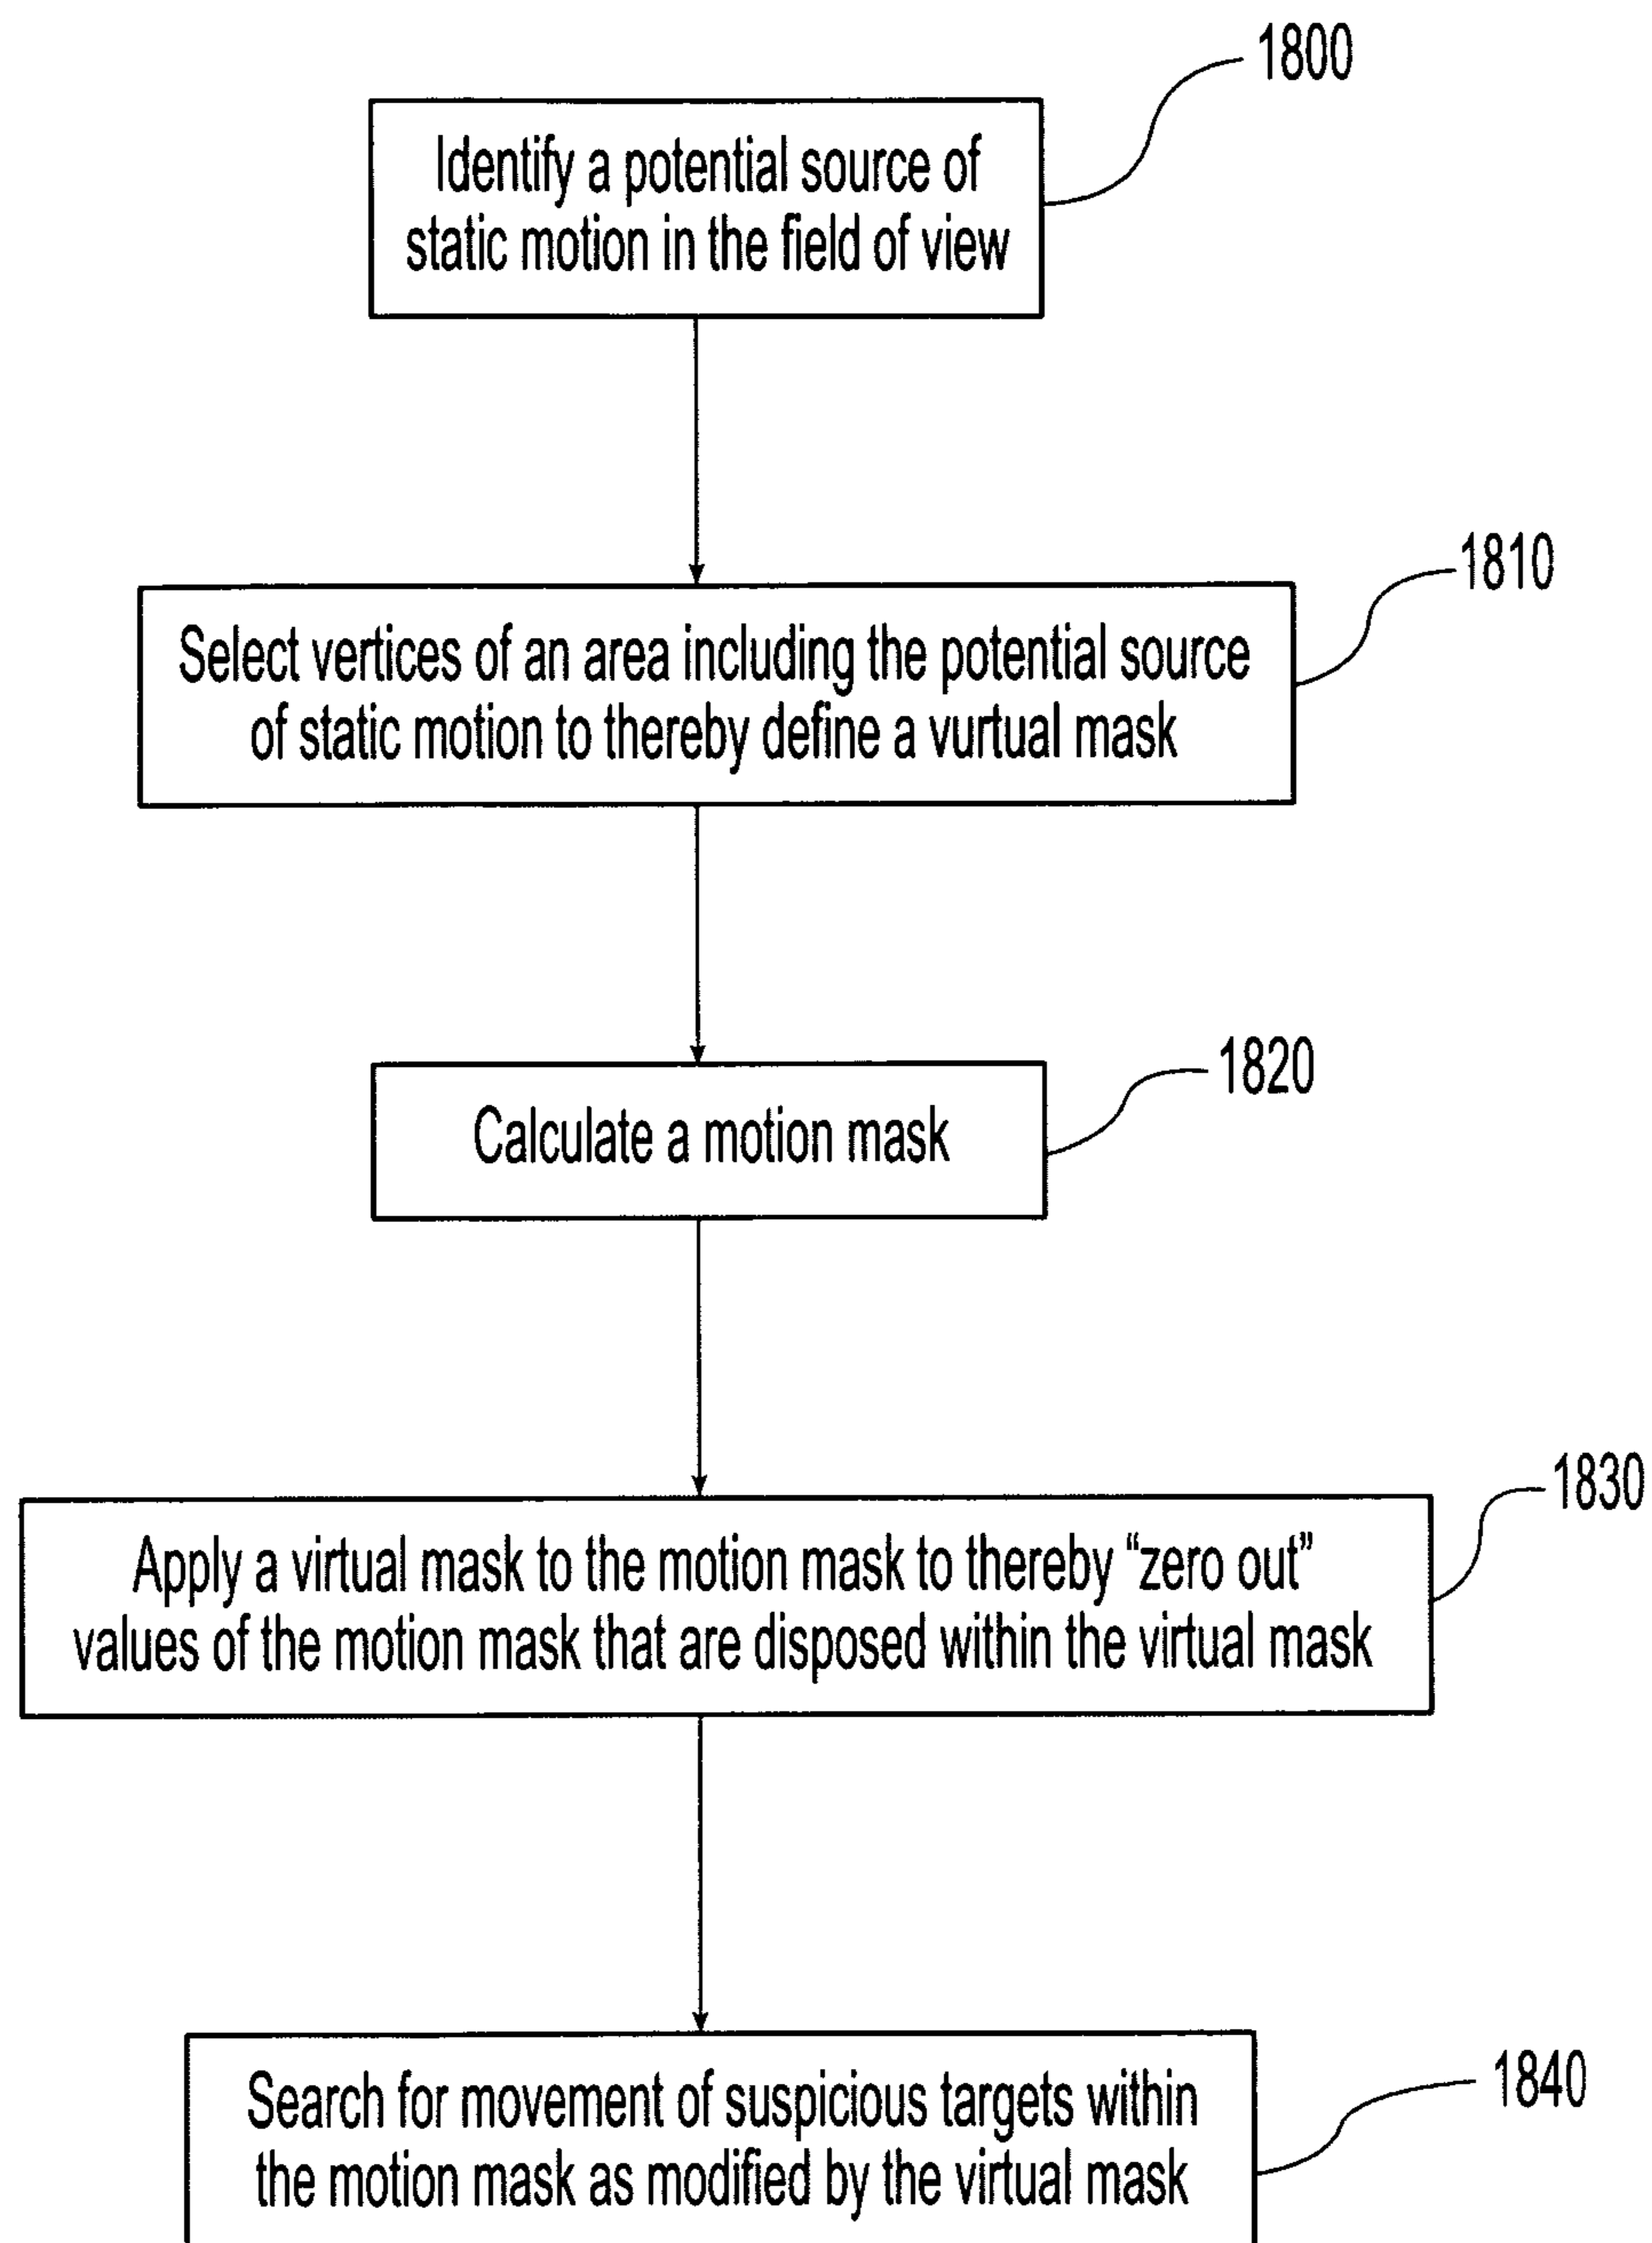 1800
Identify a potential source of
static motion in the field of view
1810
Select vertices of an area including the potential source
of static motion to thereby define a vurtual mask
1820
Calculate a motion mask
1830
Apply a virtual mask to the motion mask to thereby “zero out”
values of the motion mask that are disposed within the virtual mask
1840
Search for movement of suspicious targets within
the motion mask as modified by the virtual mask